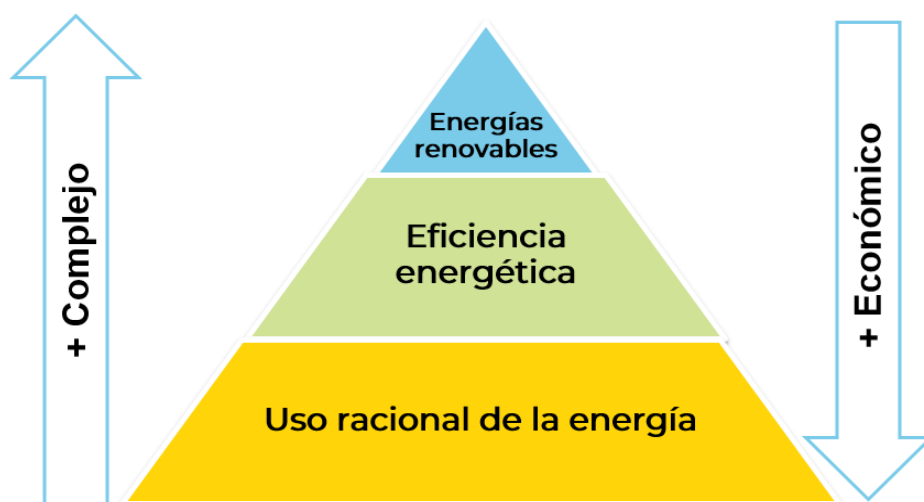 + Complejo
Energías
renovables
Eficiencia
energética
Uso racional de la energía
+ Económico